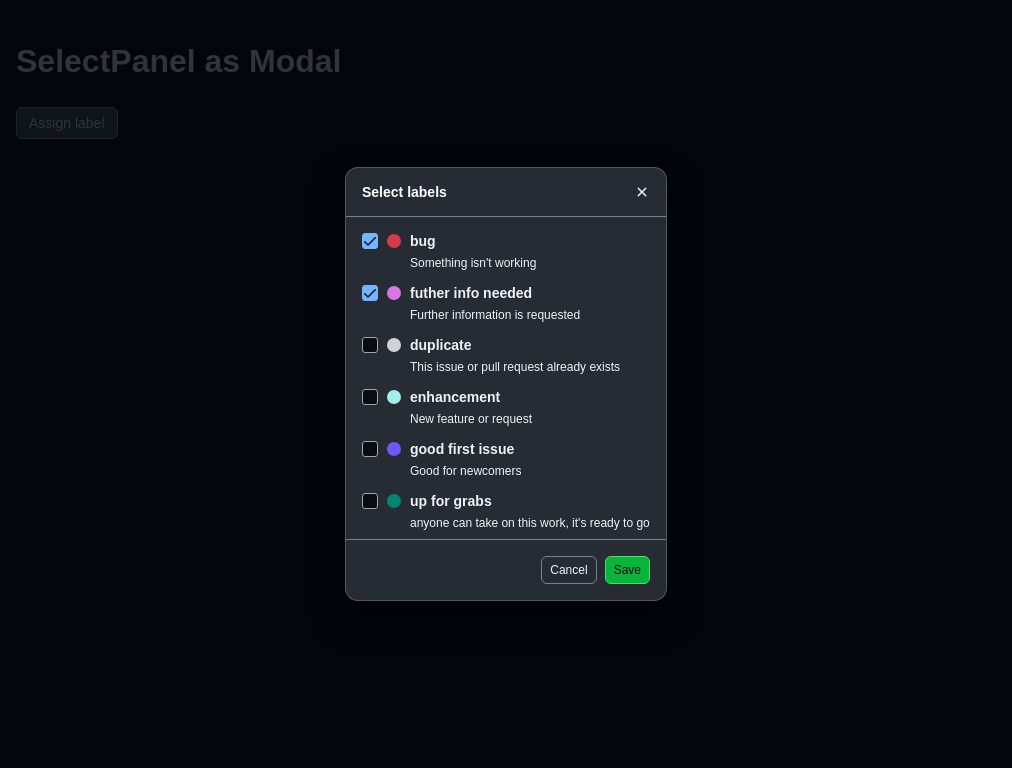 SelectPanel as Modal
Assign label
Select labels
bug
Something isn't working
futher info needed
Further information is requested
duplicate
This issue or pull request already exists
enhancement
New feature or request
good first issue
Good for newcomers
up for grabs
anyone can take on this work, it's ready to go
Cancel Save